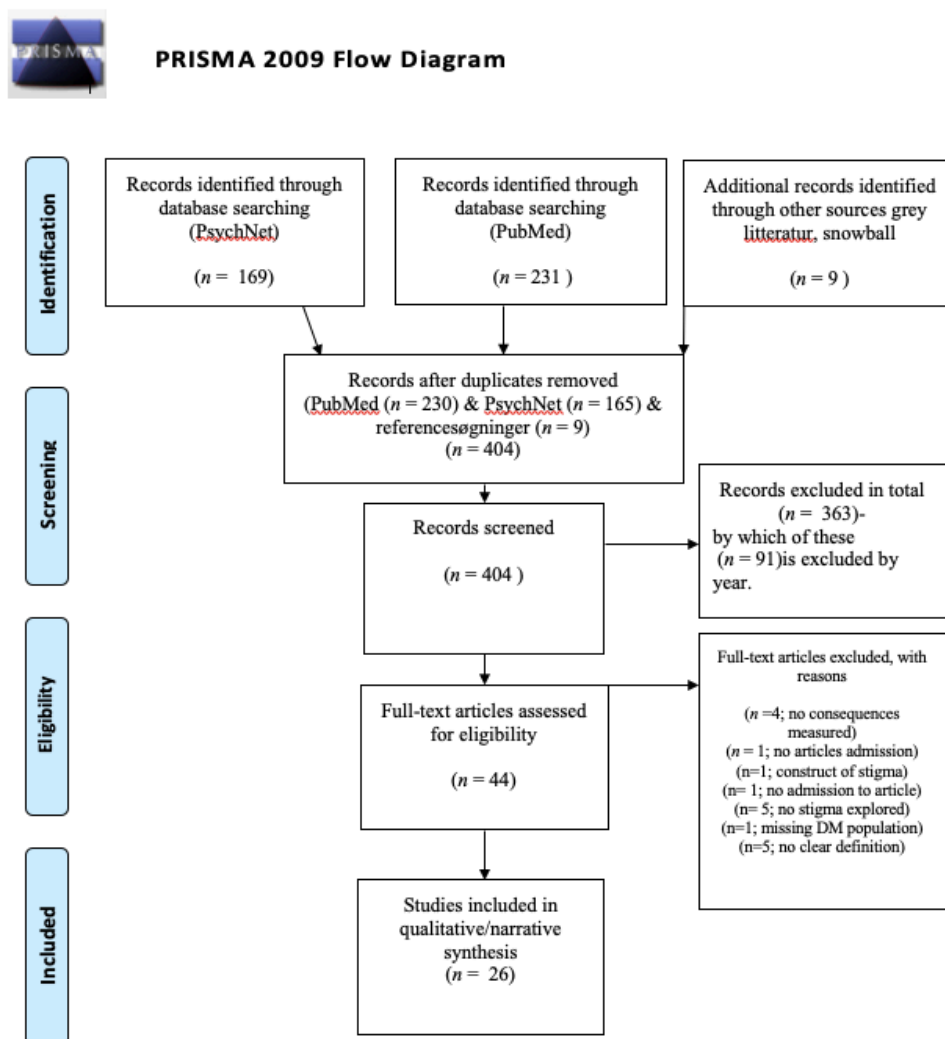 PRISMA
PRISMA 2009 Flow Diagram
Identification
Records identified through
database searching
(PsychNet)
(n = 169)
Records identified through
database searching
(PubMed)
(n = 231 )
Additional records identified
through other sources grey
litteratur, snowball
(n = 9 )
Records after duplicates removed
(PubMed (n = 230) & PsychNet (n = 165) &
referencesøgninger (n = 9)
(n = 404)
Screening
Records screened
(n = 404 )
Records excluded in total
(n = 363)-
by which of these
(n = 91)is excluded by
year.
Eligibility
Full-text articles assessed
for eligibility
(n = 44)
Full-text articles excluded, with
reasons
(n =4; no consequences
measured)
(n = 1; no articles admission)
(n=1; construct of stigma)
(n= 1; no admission to article)
(n= 5; no stigma explored)
(n=1; missing DM population)
(n=5; no clear definition)
Included
Studies included in
qualitative/narrative
synthesis
(n = 26)